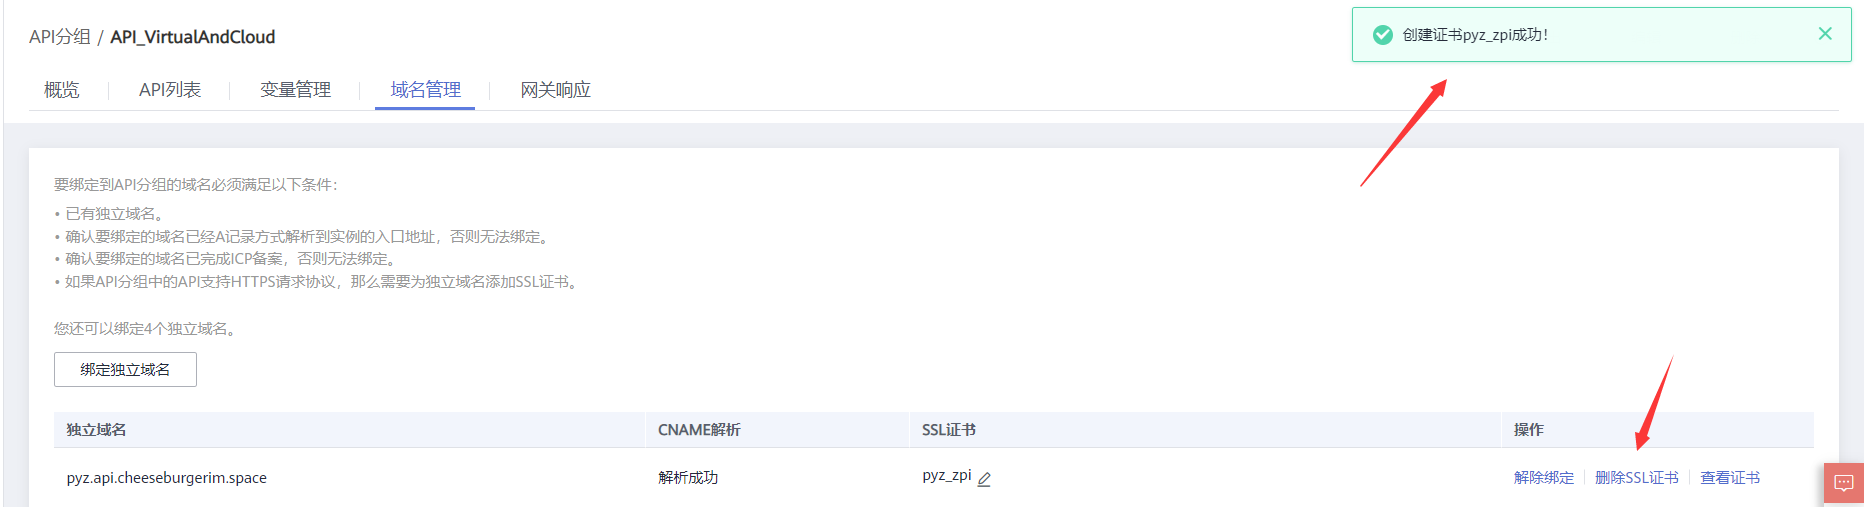 API分组 / API_VirtualAndCloud
创建证书pyz_zpi成功!
概览 API列表 变量管理 域名管理 网关响应
要绑定到API分组的域名必须满足以下条件:
• 已有独立域名。
• 确认要绑定的域名已经A记录方式解析到实例的入口地址，否则无法绑定。
• 确认要绑定的域名已完成ICP备案，否则无法绑定。
• 如果API分组中的API支持HTTPS请求协议，那么需要为独立域名添加SSL证书。
您还可以绑定4个独立域名。
绑定独立域名
独立域名 CNAME解析 SSL证书 操作
pyz.api.cheeseburgerim.space 解析成功 pyz_zpi 解除绑定 删除SSL证书 查看证书